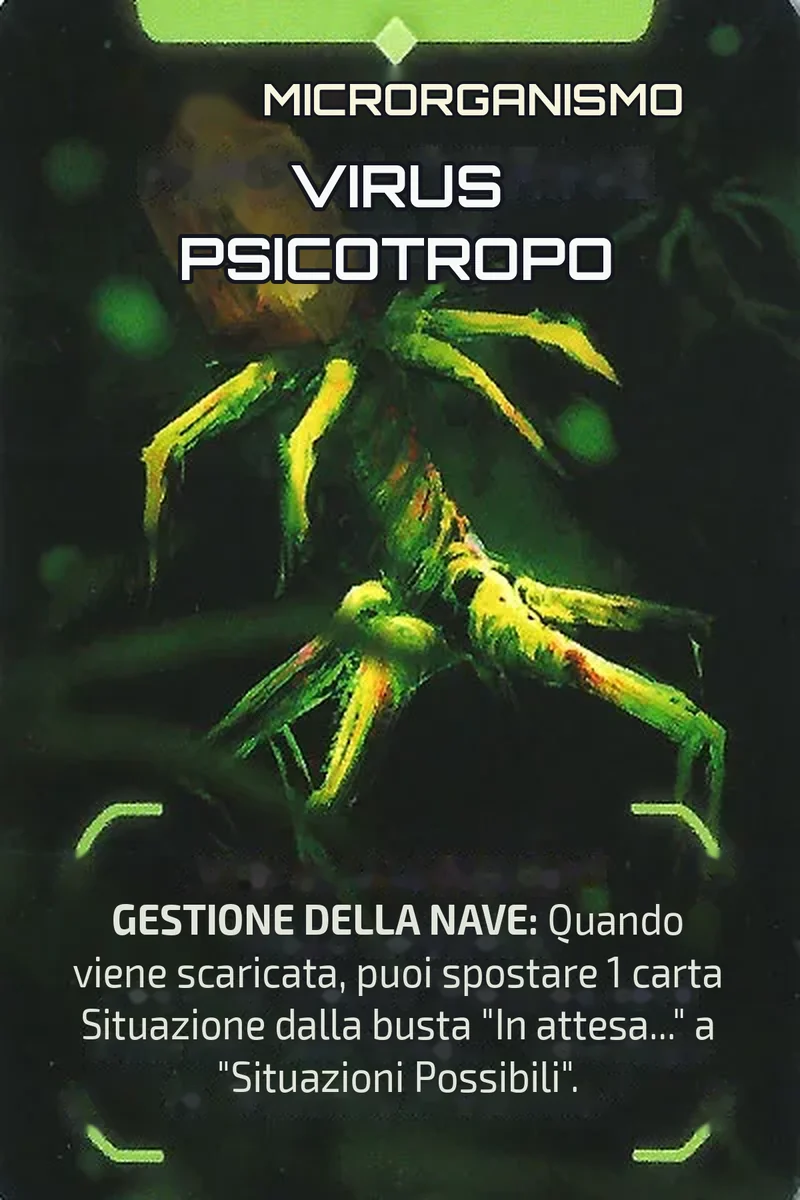 MICRORGANISMO
VIRUS
PSICOTROPO
GESTIONE DELLA NAVE: Quando
viene scaricata, puoi spostare 1 carta
Situazione dalla busta "In attesa..." a
"Situazioni Possibili".